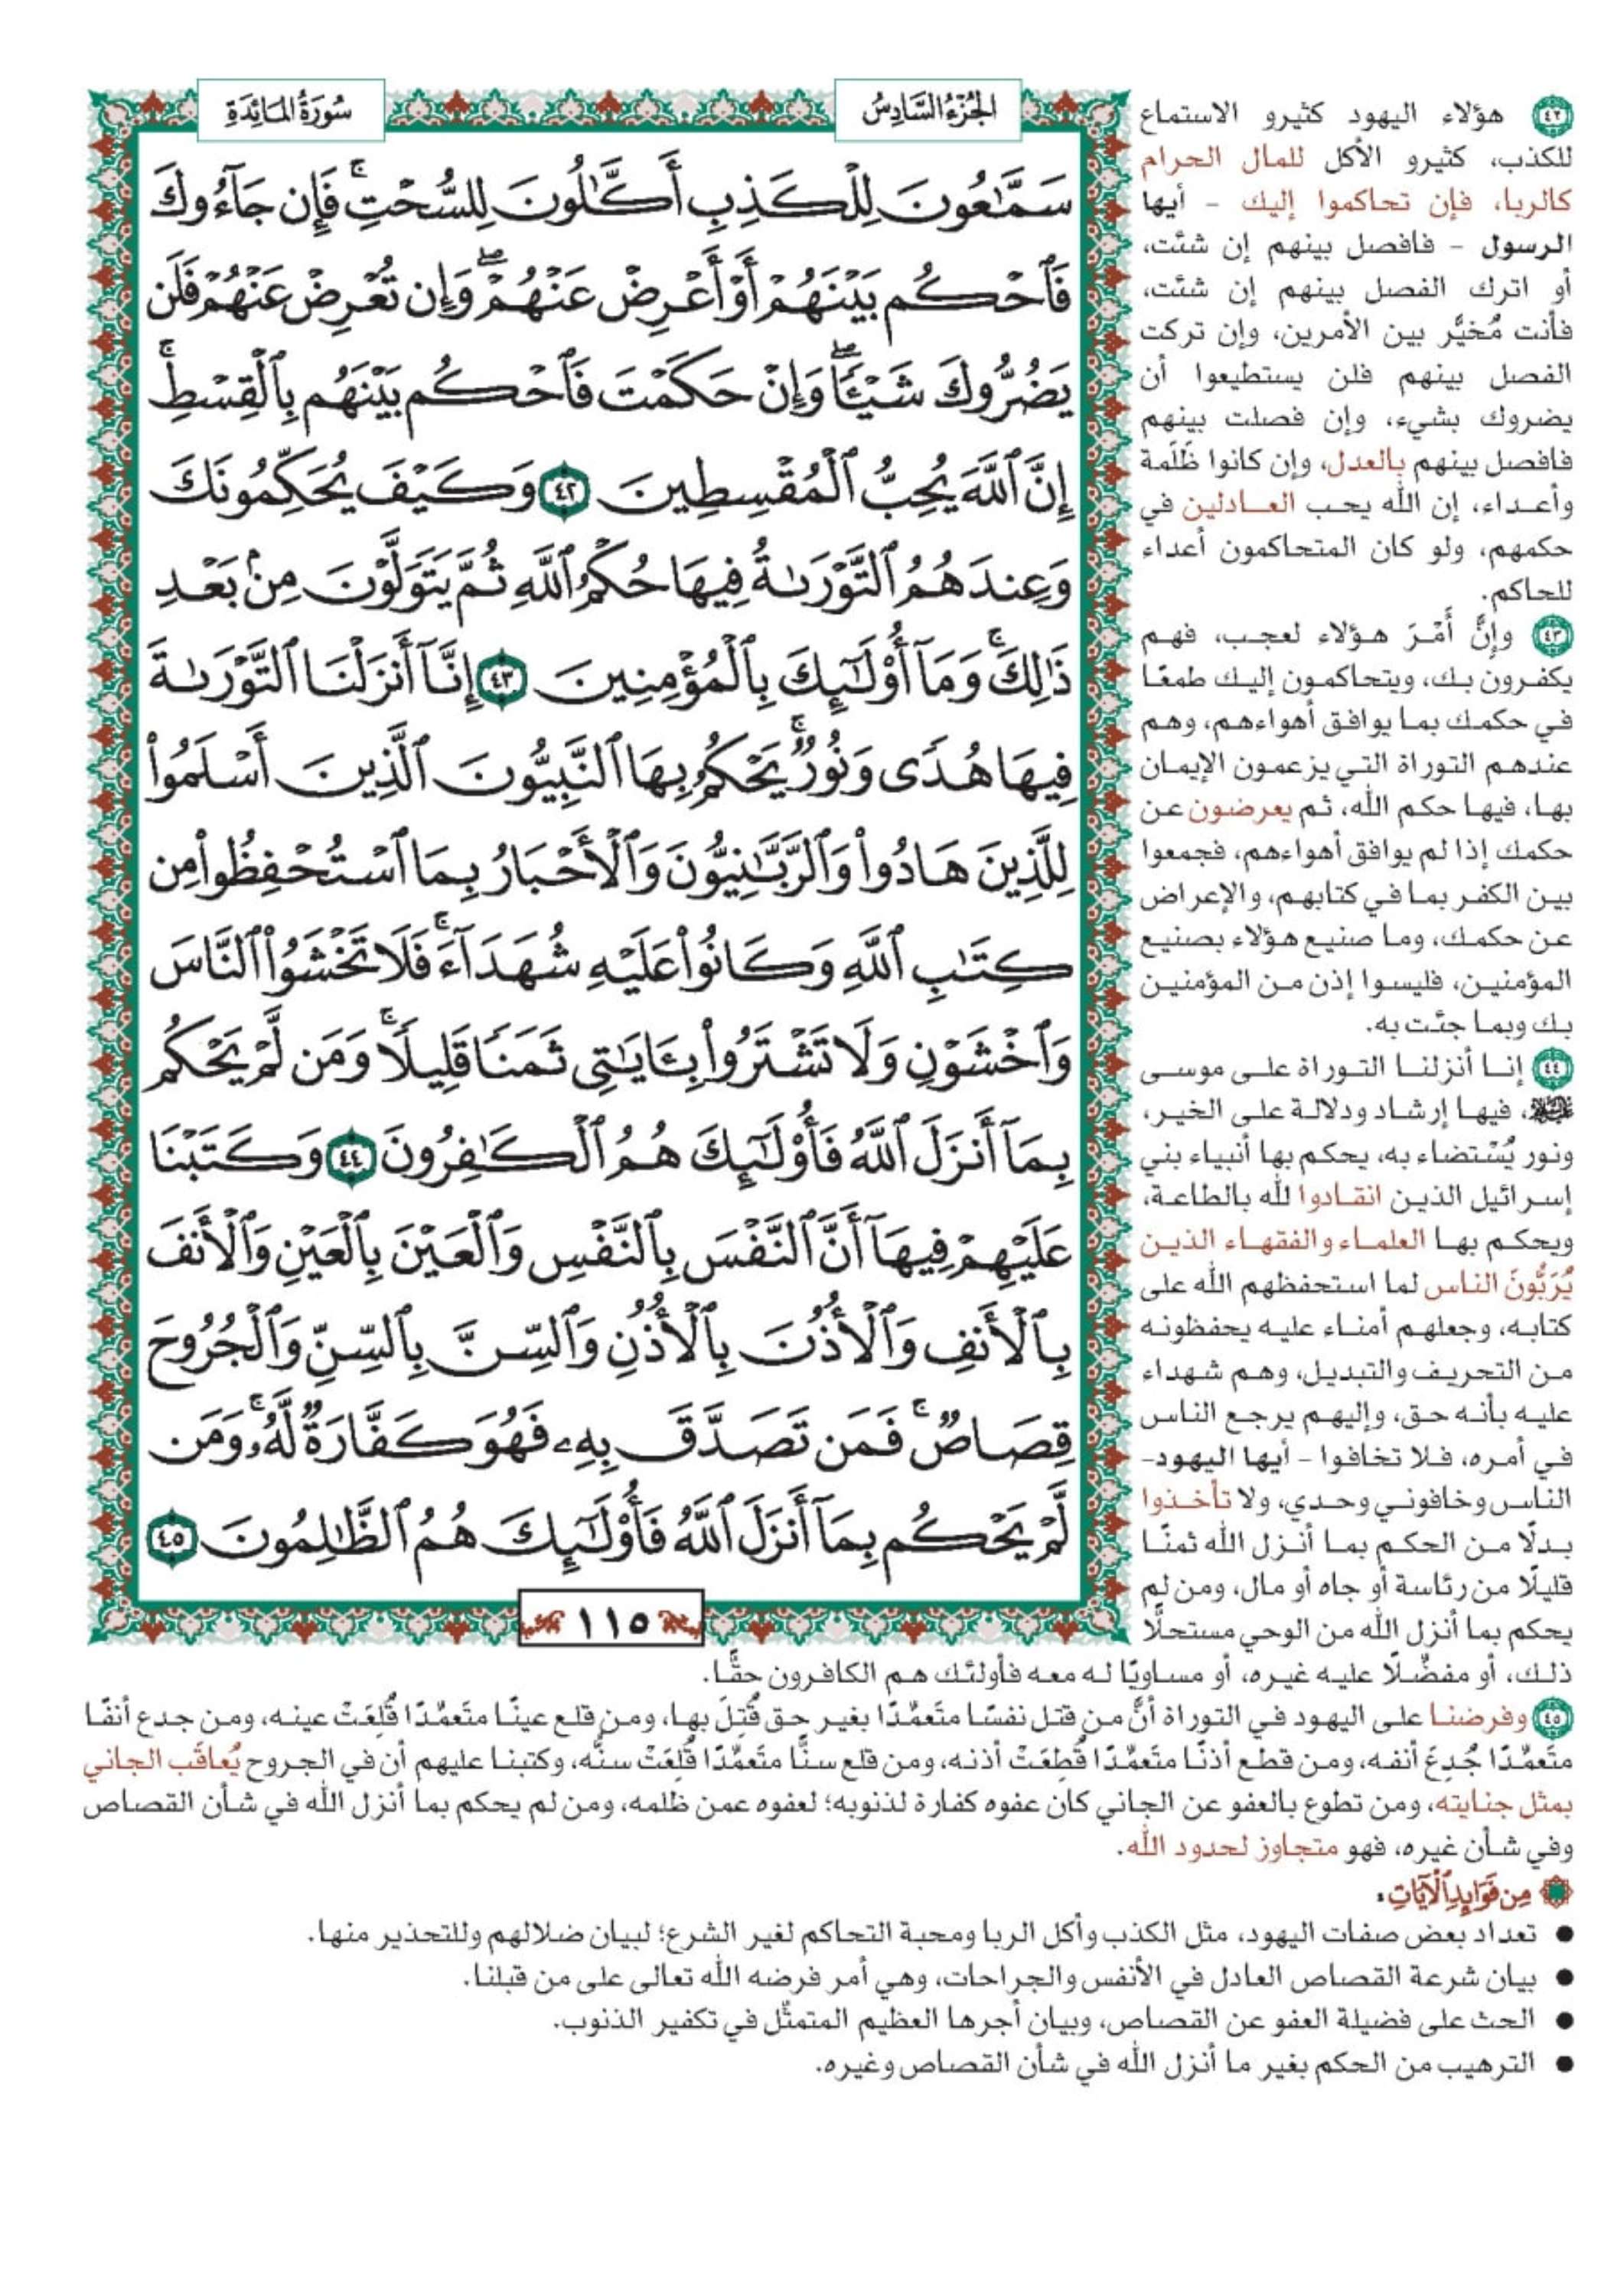 الجُزْءُ السَّادِسُ
سُورَةُ المَائِدَةِ
سَمَّٰعُونَ لِلْكَذِبِ أَكَّٰلُونَ لِلسُّحْتِۚ فَإِن جَآءُوكَ
فَٱحْكُم بَيْنَهُمْ أَوْ أَعْرِضْ عَنْهُمْۖ وَإِن تُعْرِضْ عَنْهُمْ فَلَن
يَضُرُّوكَ شَيْـًٔاۖ وَإِنْ حَكَمْتَ فَٱحْكُم بَيْنَهُم بِٱلْقِسْطِۚ
إِنَّ ٱللَّهَ يُحِبُّ ٱلْمُقْسِطِينَ ٤٢ وَكَيْفَ يُحَكِّمُونَكَ
وَعِندَهُمُ ٱلتَّوْرَىٰةُ فِيهَا حُكْمُ ٱللَّهِ ثُمَّ يَتَوَلَّوْنَ مِنۢ بَعْدِ
ذَٰلِكَۚ وَمَآ أُوْلَٰٓئِكَ بِٱلْمُؤْمِنِينَ ٤٣ إِنَّآ أَنزَلْنَا ٱلتَّوْرَىٰةَ
فِيهَا هُدًى وَنُورٌۚ يَحْكُمُ بِهَا ٱلنَّبِيُّونَ ٱلَّذِينَ أَسْلَمُواْ
لِلَّذِينَ هَادُواْ وَٱلرَّبَّٰنِيُّونَ وَٱلْأَحْبَارُ بِمَا ٱسْتُحْفِظُواْ مِن
كِتَٰبِ ٱللَّهِ وَكَانُواْ عَلَيْهِ شُهَدَآءَۚ فَلَا تَخْشَوُاْ ٱلنَّاسَ
وَٱخْشَوْنِ وَلَا تَشْتَرُواْ بِـَٔايَٰتِى ثَمَنًا قَلِيلًاۚ وَمَن لَّمْ يَحْكُم
بِمَآ أَنزَلَ ٱللَّهُ فَأُوْلَٰٓئِكَ هُمُ ٱلْكَٰفِرُونَ ٤٤ وَكَتَبْنَا
عَلَيْهِمْ فِيهَآ أَنَّ ٱلنَّفْسَ بِٱلنَّفْسِ وَٱلْعَيْنَ بِٱلْعَيْنِ وَٱلْأَنفَ
بِٱلْأَنفِ وَٱلْأُذُنَ بِٱلْأُذُنِ وَٱلسِّنَّ بِٱلسِّنِّ وَٱلْجُرُوحَ
قِصَاصٌۚ فَمَن تَصَدَّقَ بِهِۦ فَهُوَ كَفَّارَةٌ لَّهُۥۚ وَمَن
لَّمْ يَحْكُم بِمَآ أَنزَلَ ٱللَّهُ فَأُوْلَٰٓئِكَ هُمُ ٱلظَّٰلِمُونَ ٤٥
١١٥
٤٢ هؤلاء اليهود كثيرو الاستماع
للكذب، كثيرو الأكل للمال الحرام
كالربا، فإن تحاكموا إليك - أيها
الرسول - فافصل بينهم إن شئت،
أو اترك الفصل بينهم إن شئت،
فأنت مُخيَّر بين الأمرين، وإن تركت
الفصل بينهم فلن يستطيعوا أن
يضروك بشيء، وإن فصلت بينهم
فافصل بينهم بالعدل، وإن كانوا ظَلَمة
وأعداء، إن الله يحب العادلين في
حكمهم، ولو كان المتحاكمون أعداء
للحاكم.
٤٣ وإنَّ أَمْرَ هؤلاء لعجب، فهم
يكفرون بك، ويتحاكمون إليك طمعًا
في حكمك بما يوافق أهواءهم، وهم
عندهم التوراة التي يزعمون الإيمان
بها، فيها حكم الله، ثم يعرضون عن
حكمك إذا لم يوافق أهواءهم، فجمعوا
بين الكفر بما في كتابهم، والإعراض
عن حكمك، وما صنيع هؤلاء بصنيع
المؤمنين، فليسوا إذن من المؤمنين
بك وبما جئت به.
٤٤ إنا أنزلنا التوراة على موسى
، فيها إرشاد ودلالة على الخير،
ونور يُسْتضاء به، يحكم بها أنبياء بني
إسرائيل الذين انقادوا لله بالطاعة،
ويحكم بها العلماء والفقهاء الذين
يُرَبُّونَ الناس لما استحفظهم الله على
كتابه، وجعلهم أمناء عليه يحفظونه
من التحريف والتبديل، وهم شهداء
عليه بأنه حق، وإليهم يرجع الناس
في أمره، فلا تخافوا - أيها اليهود-
الناس وخافوني وحدي، ولا تأخذوا
بدلًا من الحكم بما أنزل الله ثمنًا
قليلًا من رئاسة أو جاه أو مال، ومن لم
يحكم بما أنزل الله من الوحي مستحلًّا
ذلك، أو مفضِّلًا عليه غيره، أو مساويًا له معه فأولئك هم الكافرون حقًّا.
٤٥ وفرضنا على اليهود في التوراة أنَّ من قتل نفسًا متَعمِّدًا بغير حق قُتِلَ بها، ومن قلع عينًا متَعمِّدًا قُلِعَتْ عينه، ومن جدع أنفًا
متَعمِّدًا جُدِعَ أنفه، ومن قطع أذنًا متَعمِّدًا قُطِعَتْ أذنه، ومن قلع سنًّا متَعمِّدًا قُلِعَتْ سنُّه، وكتبنا عليهم أن في الجروح يُعاقَب الجاني
بمثل جنايته، ومن تطوع بالعفو عن الجاني كان عفوه كفارة لذنوبه؛ لعفوه عمن ظلمه، ومن لم يحكم بما أنزل الله في شأن القصاص
وفي شأن غيره، فهو متجاوز لحدود الله.
مِن فَوَائِدِ ٱلْآيَاتِ:
● تعداد بعض صفات اليهود، مثل الكذب وأكل الربا ومحبة التحاكم لغير الشرع؛ لبيان ضلالهم وللتحذير منها.
● بيان شرعة القصاص العادل في الأنفس والجراحات، وهي أمر فرضه الله تعالى على من قبلنا.
● الحث على فضيلة العفو عن القصاص، وبيان أجرها العظيم المتمثِّل في تكفير الذنوب.
● الترهيب من الحكم بغير ما أنزل الله في شأن القصاص وغيره.